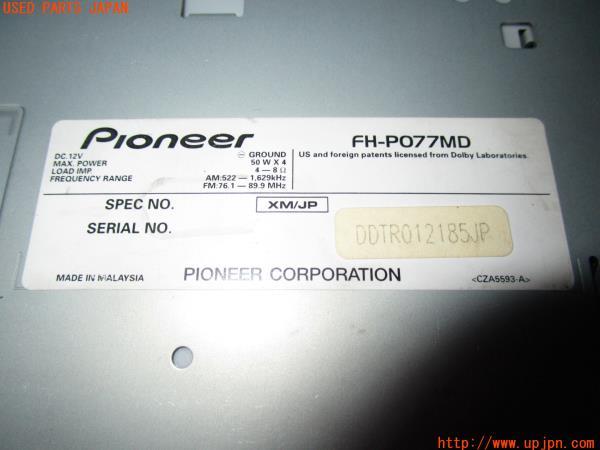 USED PARTS JAPAN
Pioneer FH-P077MD
DC.12V ⊖ GROUND US and foreign patents licensed from Dolby Laboratories.
MAX. POWER 50 W X 4
LOAD IMP. 4 — 8 Ω
FREQUENCY RANGE AM:522 — 1,629kHz
FM:76.1 — 89.9 MHz
SPEC NO. XM/JP
SERIAL NO. DDTR012185JP
MADE IN MALAYSIA PIONEER CORPORATION <CZA5593-A>
http://www.upjpn.com/